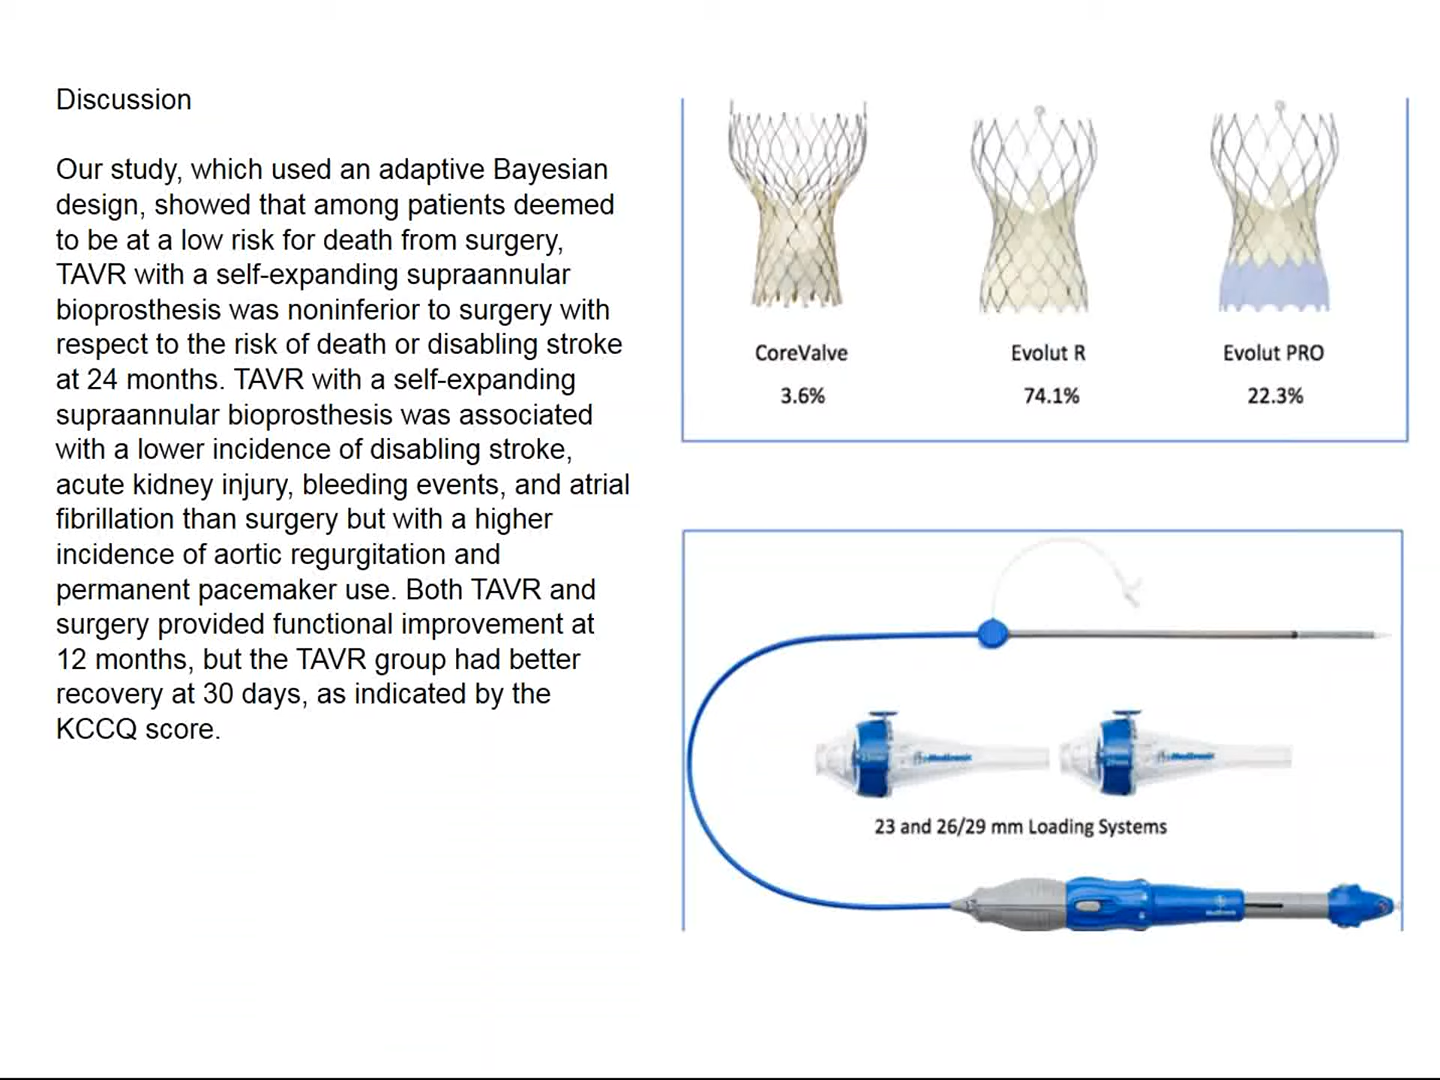 Discussion
Our study, which used an adaptive Bayesian
design, showed that among patients deemed
to be at a low risk for death from surgery,
TAVR with a self-expanding supraannular
bioprosthesis was noninferior to surgery with
respect to the risk of death or disabling stroke
at 24 months. TAVR with a self-expanding
supraannular bioprosthesis was associated
with a lower incidence of disabling stroke,
acute kidney injury, bleeding events, and atrial
fibrillation than surgery but with a higher
incidence of aortic regurgitation and
permanent pacemaker use. Both TAVR and
surgery provided functional improvement at
12 months, but the TAVR group had better
recovery at 30 days, as indicated by the
KCCQ score.
CoreValve
3.6%
Evolut R
74.1%
Evolut PRO
22.3%
Medtronic
Medtronic
23 and 26/29 mm Loading Systems
Medtronic